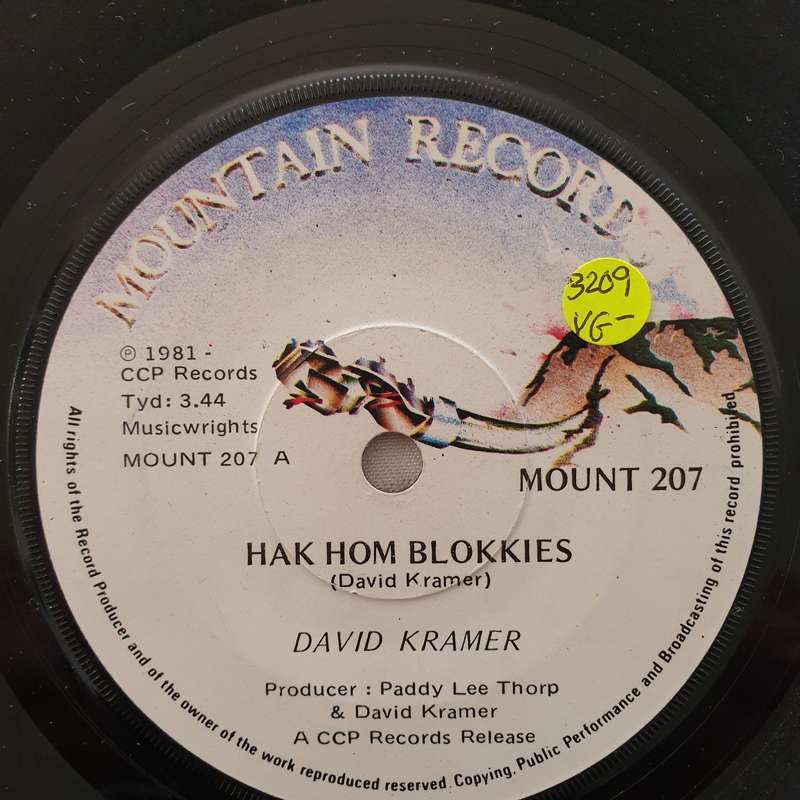 MOUNTAIN RECORDS
3209
VG-
℗ 1981 -
CCP Records
Tyd: 3.44
Musicwrights
MOUNT 207 A
MOUNT 207
HAK HOM BLOKKIES
(David Kramer)
DAVID KRAMER
Producer : Paddy Lee Thorp
& David Kramer
A CCP Records Release
All rights of the Record Producer and of the owner of the work reproduced reserved. Copying, Public Performance and Broadcasting of this record prohibited